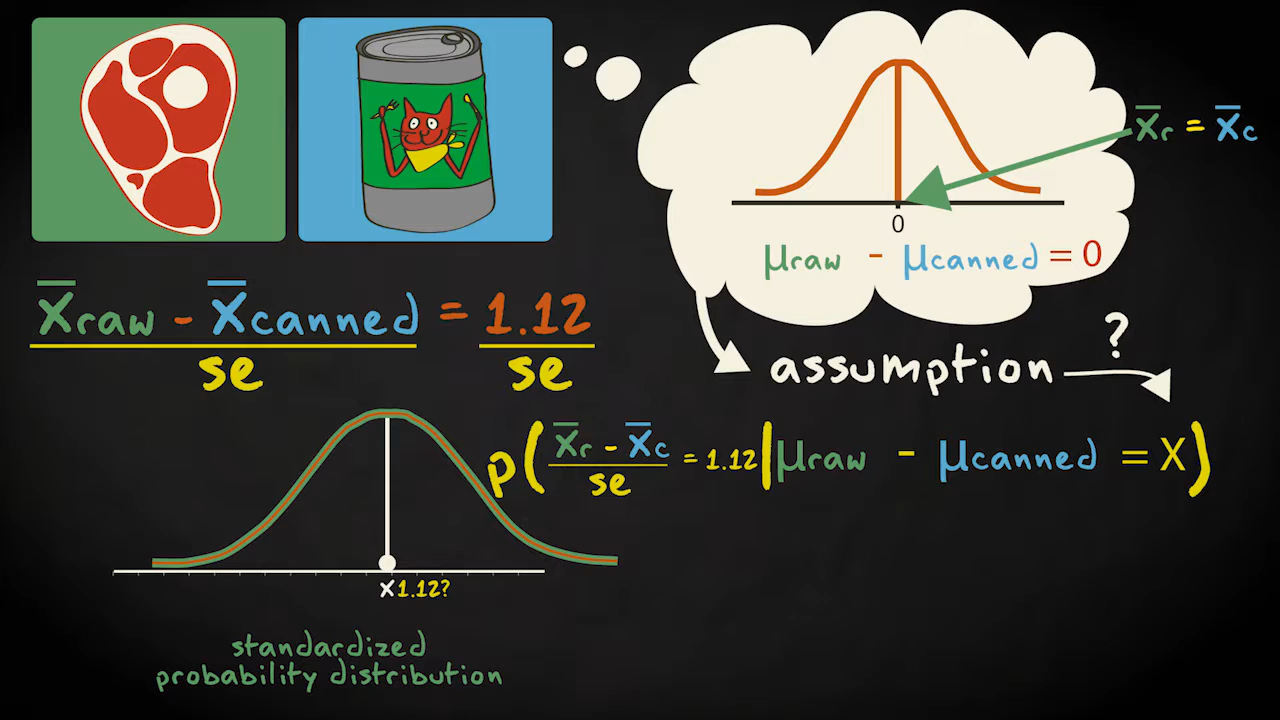 x̄r = x̄c
0
μraw - μcanned = 0
x̄raw - x̄canned = 1.12
se se
?
assumption
p( x̄r - x̄c = 1.12 | μraw - μcanned = X )
se
x 1.12?
standardized
probability distribution